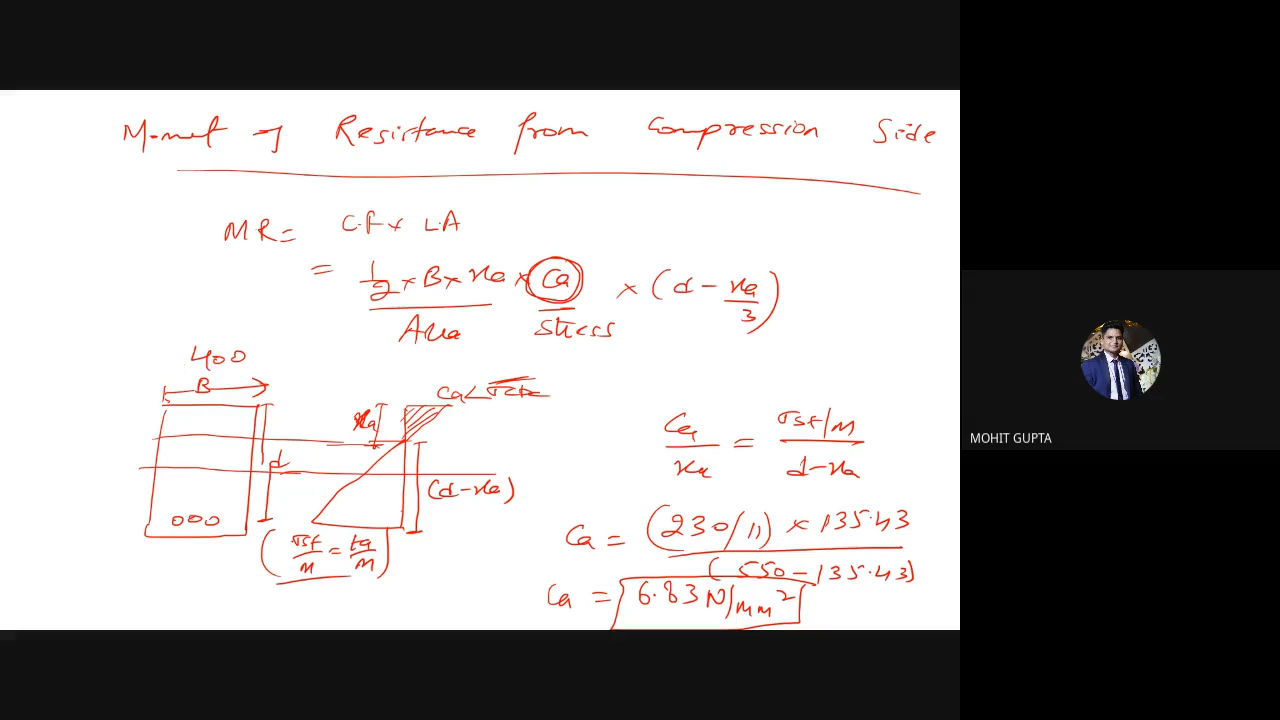 Moment of Resistance from Compression Side
MR = C.F × L.A
= 1/2 × B × xa × Ca × (d - xa/3)
Area stress
400
B
d
xa
Ca <
(d - xa)
(σst/m = ta/m)
Ca/xa = σst/m / d - xa
Ca = (230/11) × 135.43 / (550 - 135.43)
Ca = 6.83 N/mm²
MOHIT GUPTA